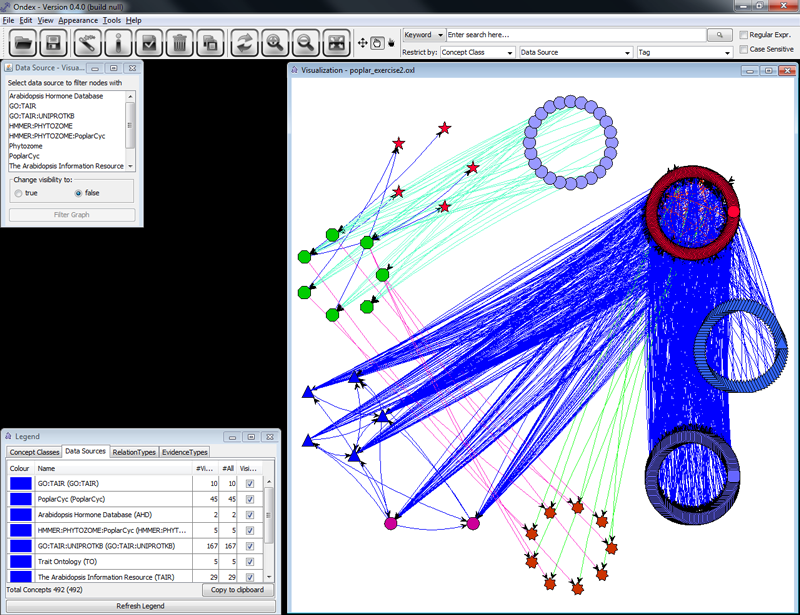 Ondex - Version 0.4.0 (build null)
File Edit View Appearance Tools Help
Keyword Enter search here... Regular Expr.
Restrict by: Concept Class Data Source Tag Case Sensitive
Data Source - Visua...
Select data source to filter nodes with
Arabidopsis Hormone Database
GO:TAIR
GO:TAIR:UNIPROTKB
HMMER:PHYTOZOME
HMMER:PHYTOZOME:PoplarCyc
Phytozome
PoplarCyc
The Arabidopsis Information Resource
Change visibility to:
true false
Filter Graph
Visualization - poplar_exercise2.oxl
Legend
Concept Classes Data Sources RelationTypes EvidenceTypes
Colour Name #Vi... #All Visi...
GO:TAIR (GO:TAIR) 10 10
PoplarCyc (PoplarCyc) 45 45
Arabidopsis Hormone Database (AHD) 2 2
HMMER:PHYTOZOME:PoplarCyc (HMMER:PHYT... 5 5
GO:TAIR:UNIPROTKB (GO:TAIR:UNIPROTKB) 167 167
Trait Ontology (TO) 5 5
The Arabidopsis Information Resource (TAIR) 29 29
Total Concepts 492 (492) Copy to clipboard
Refresh Legend